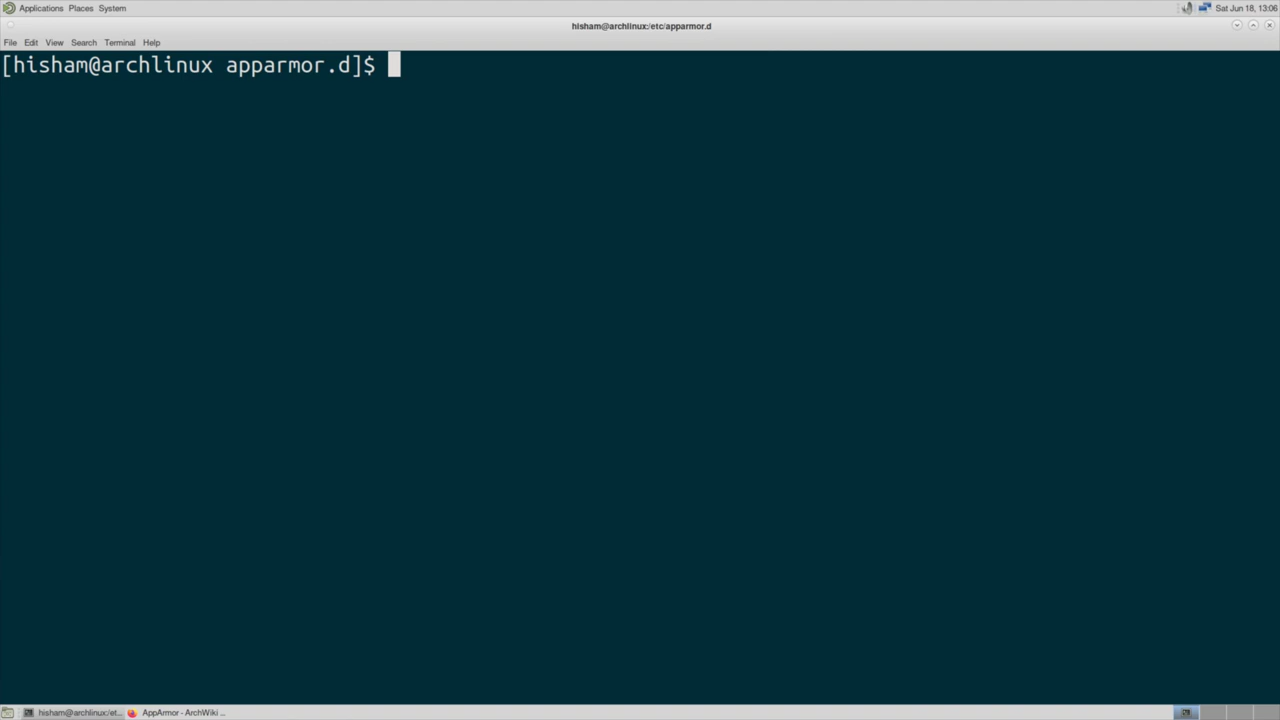 Applications Places System Sat Jun 18, 13:06
hisham@archlinux:/etc/apparmor.d
File Edit View Search Terminal Help
[hisham@archlinux apparmor.d]$
hisham@archlinux:/et... AppArmor - ArchWiki ...